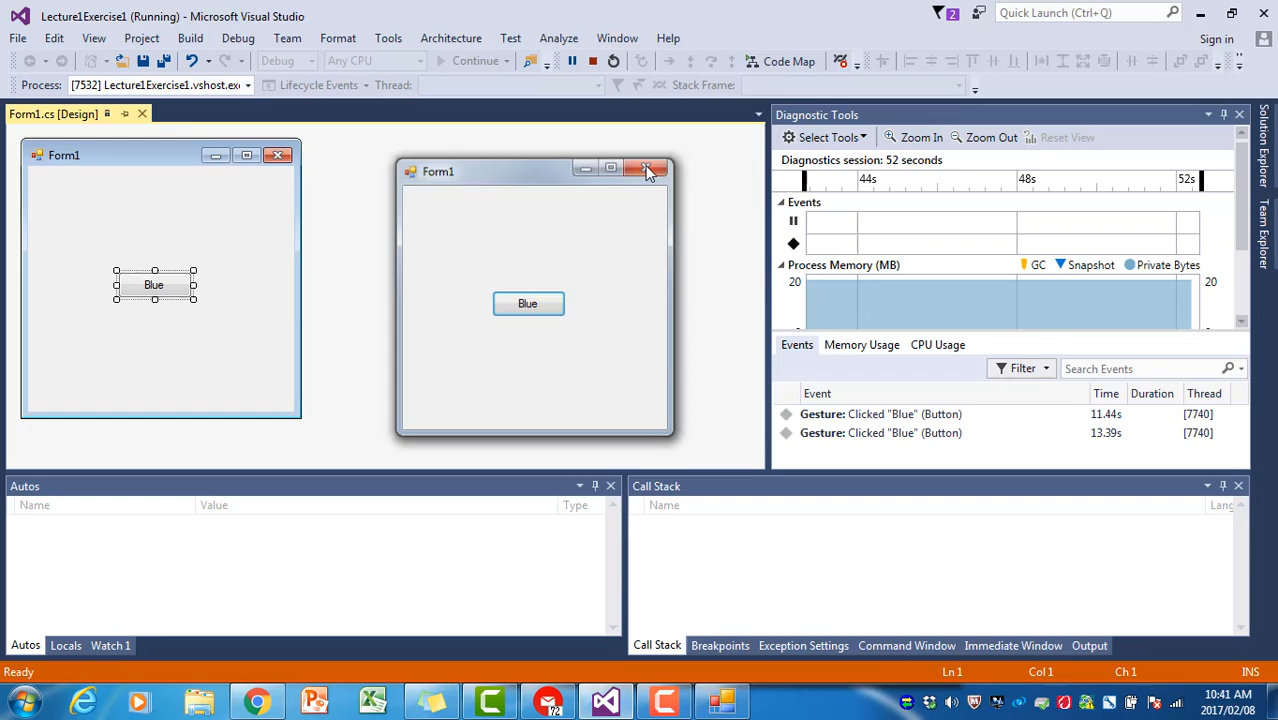 Lecture1Exercise1 (Running) - Microsoft Visual Studio
2
Quick Launch (Ctrl+Q)
File Edit View Project Build Debug Team Format Tools Architecture Test Analyze Window Help
Sign in
Debug Any CPU Continue Code Map
Process: [7532] Lecture1Exercise1.vshost.exe Lifecycle Events Thread: Stack Frame:
Form1.cs [Design]
Form1
Blue
Form1
Blue
Diagnostic Tools
Select Tools Zoom In Zoom Out Reset View
Diagnostics session: 52 seconds
44s 48s 52s
Events
Process Memory (MB) GC Snapshot Private Bytes
20 20
Events Memory Usage CPU Usage
Filter Search Events
Event Time Duration Thread
Gesture: Clicked "Blue" (Button) 11.44s [7740]
Gesture: Clicked "Blue" (Button) 13.39s [7740]
Solution Explorer
Team Explorer
Autos
Name Value Type
Autos Locals Watch 1
Call Stack
Name Lang
Call Stack Breakpoints Exception Settings Command Window Immediate Window Output
Ready Ln 1 Col 1 Ch 1 INS
72
10:41 AM
2017/02/08